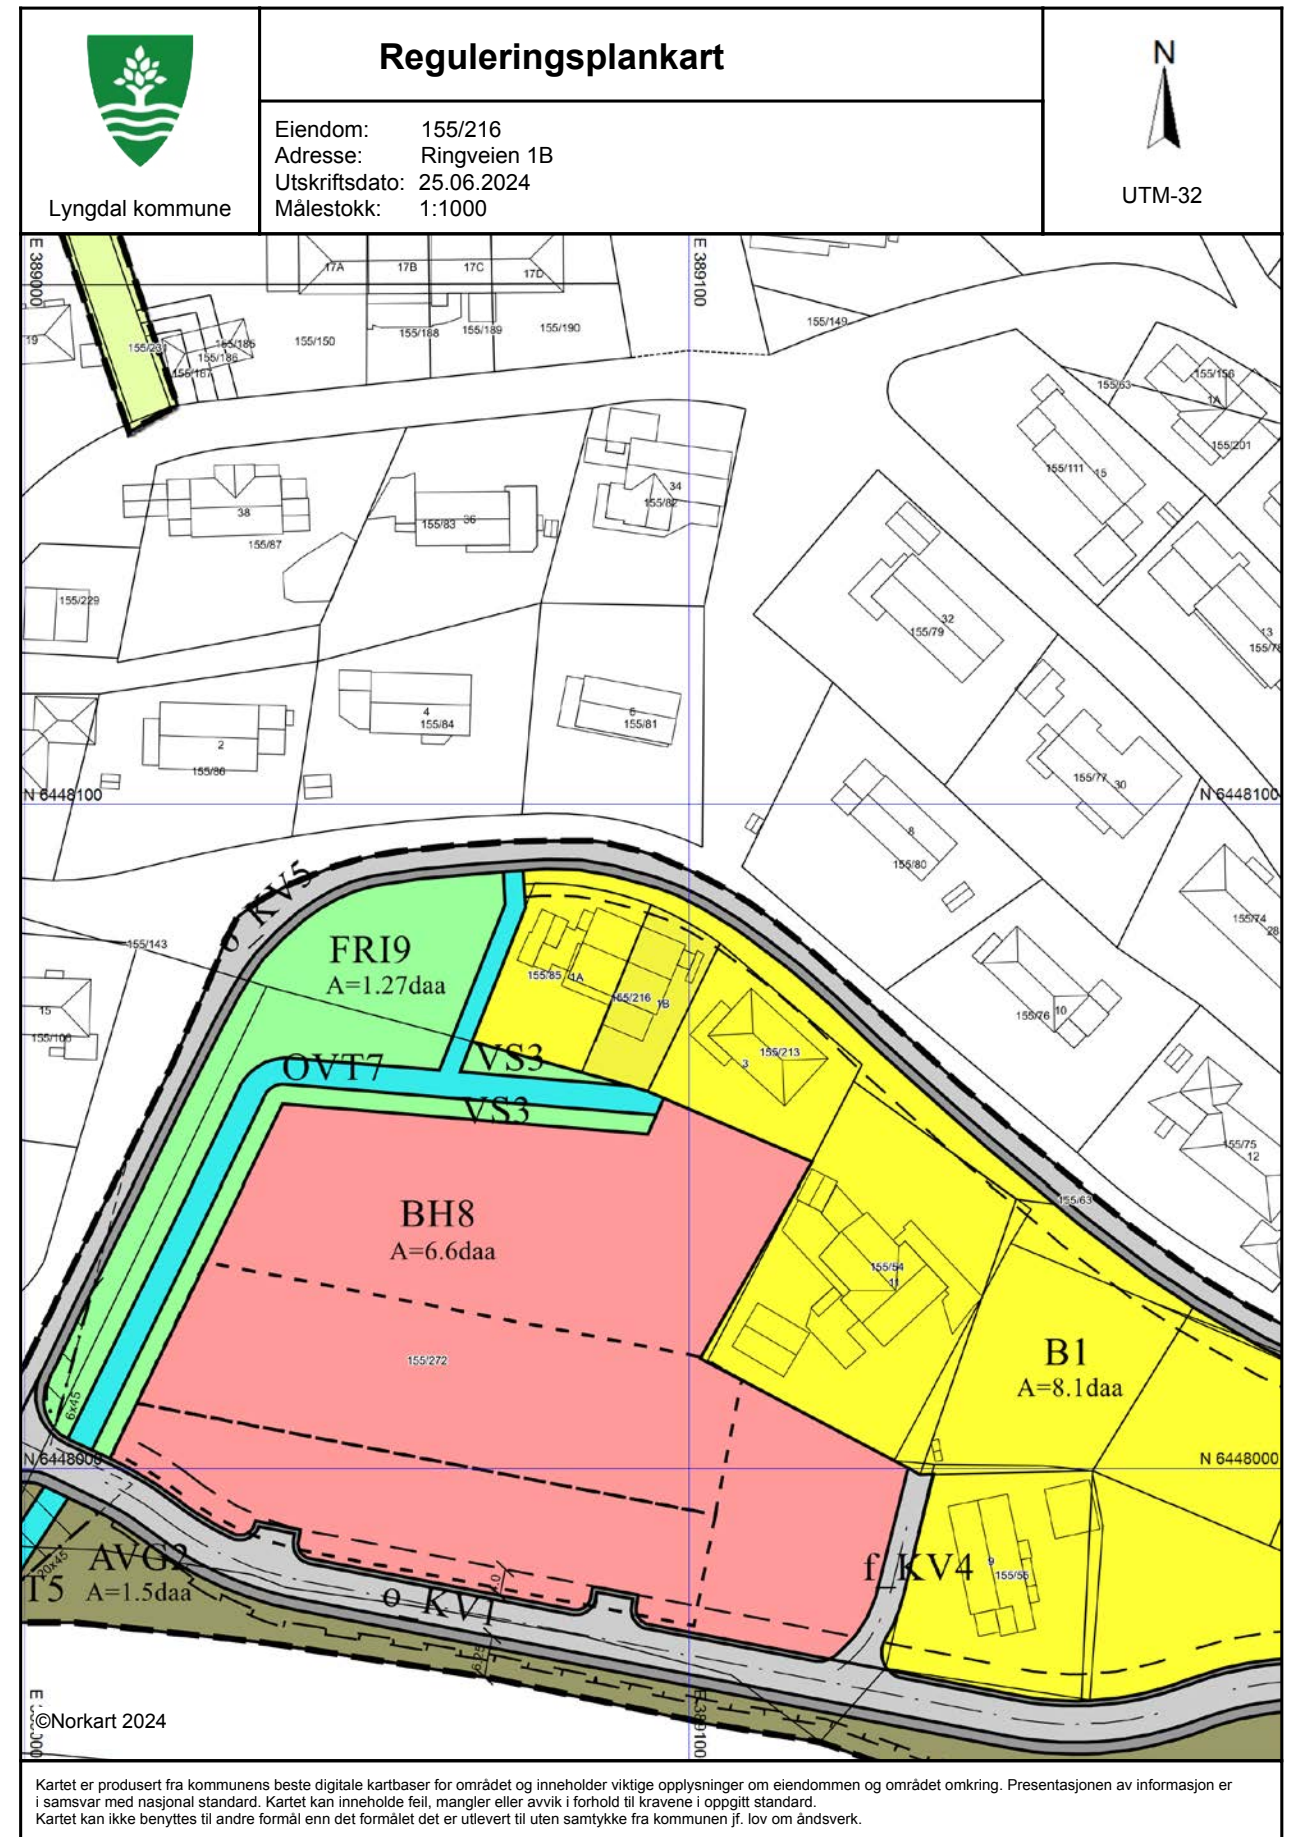 Reguleringsplankart
Eiendom: 155/216
Adresse: Ringveien 1B
Utskriftsdato: 25.06.2024
Målestokk: 1:1000
Lyngdal kommune
N
UTM-32
E 389000
E 389100
17A
17B
17C
17D
19
155/231
155/185
155/186
155/187
155/150
155/188
155/189
155/190
155/149
155/63
155/156
1A
155/201
155/111
15
38
155/87
155/83
36
34
155/82
155/229
32
155/79
13
2
155/86
4
155/84
6
155/81
155/77
30
N 6448100
N 6448100
8
155/80
155/74
28
o_KV5
155/143
FRI9
A=1.27daa
155/85
1A
155/216
1B
155/76
10
15
155/213
3
OVT7
VS3
VS3
155/75
12
155/63
BH8
A=6.6daa
155/54
11
155/272
B1
A=8.1daa
6x45
N 6448000
N 6448000
AVG2
A=1.5daa
T5
20x45
o_KV1
f_KV4
9
155/55
6.25
E 389100
©Norkart 2024
Kartet er produsert fra kommunens beste digitale kartbaser for området og inneholder viktige opplysninger om eiendommen og området omkring. Presentasjonen av informasjon er
i samsvar med nasjonal standard. Kartet kan inneholde feil, mangler eller avvik i forhold til kravene i oppgitt standard.
Kartet kan ikke benyttes til andre formål enn det formålet det er utlevert til uten samtykke fra kommunen jf. lov om åndsverk.